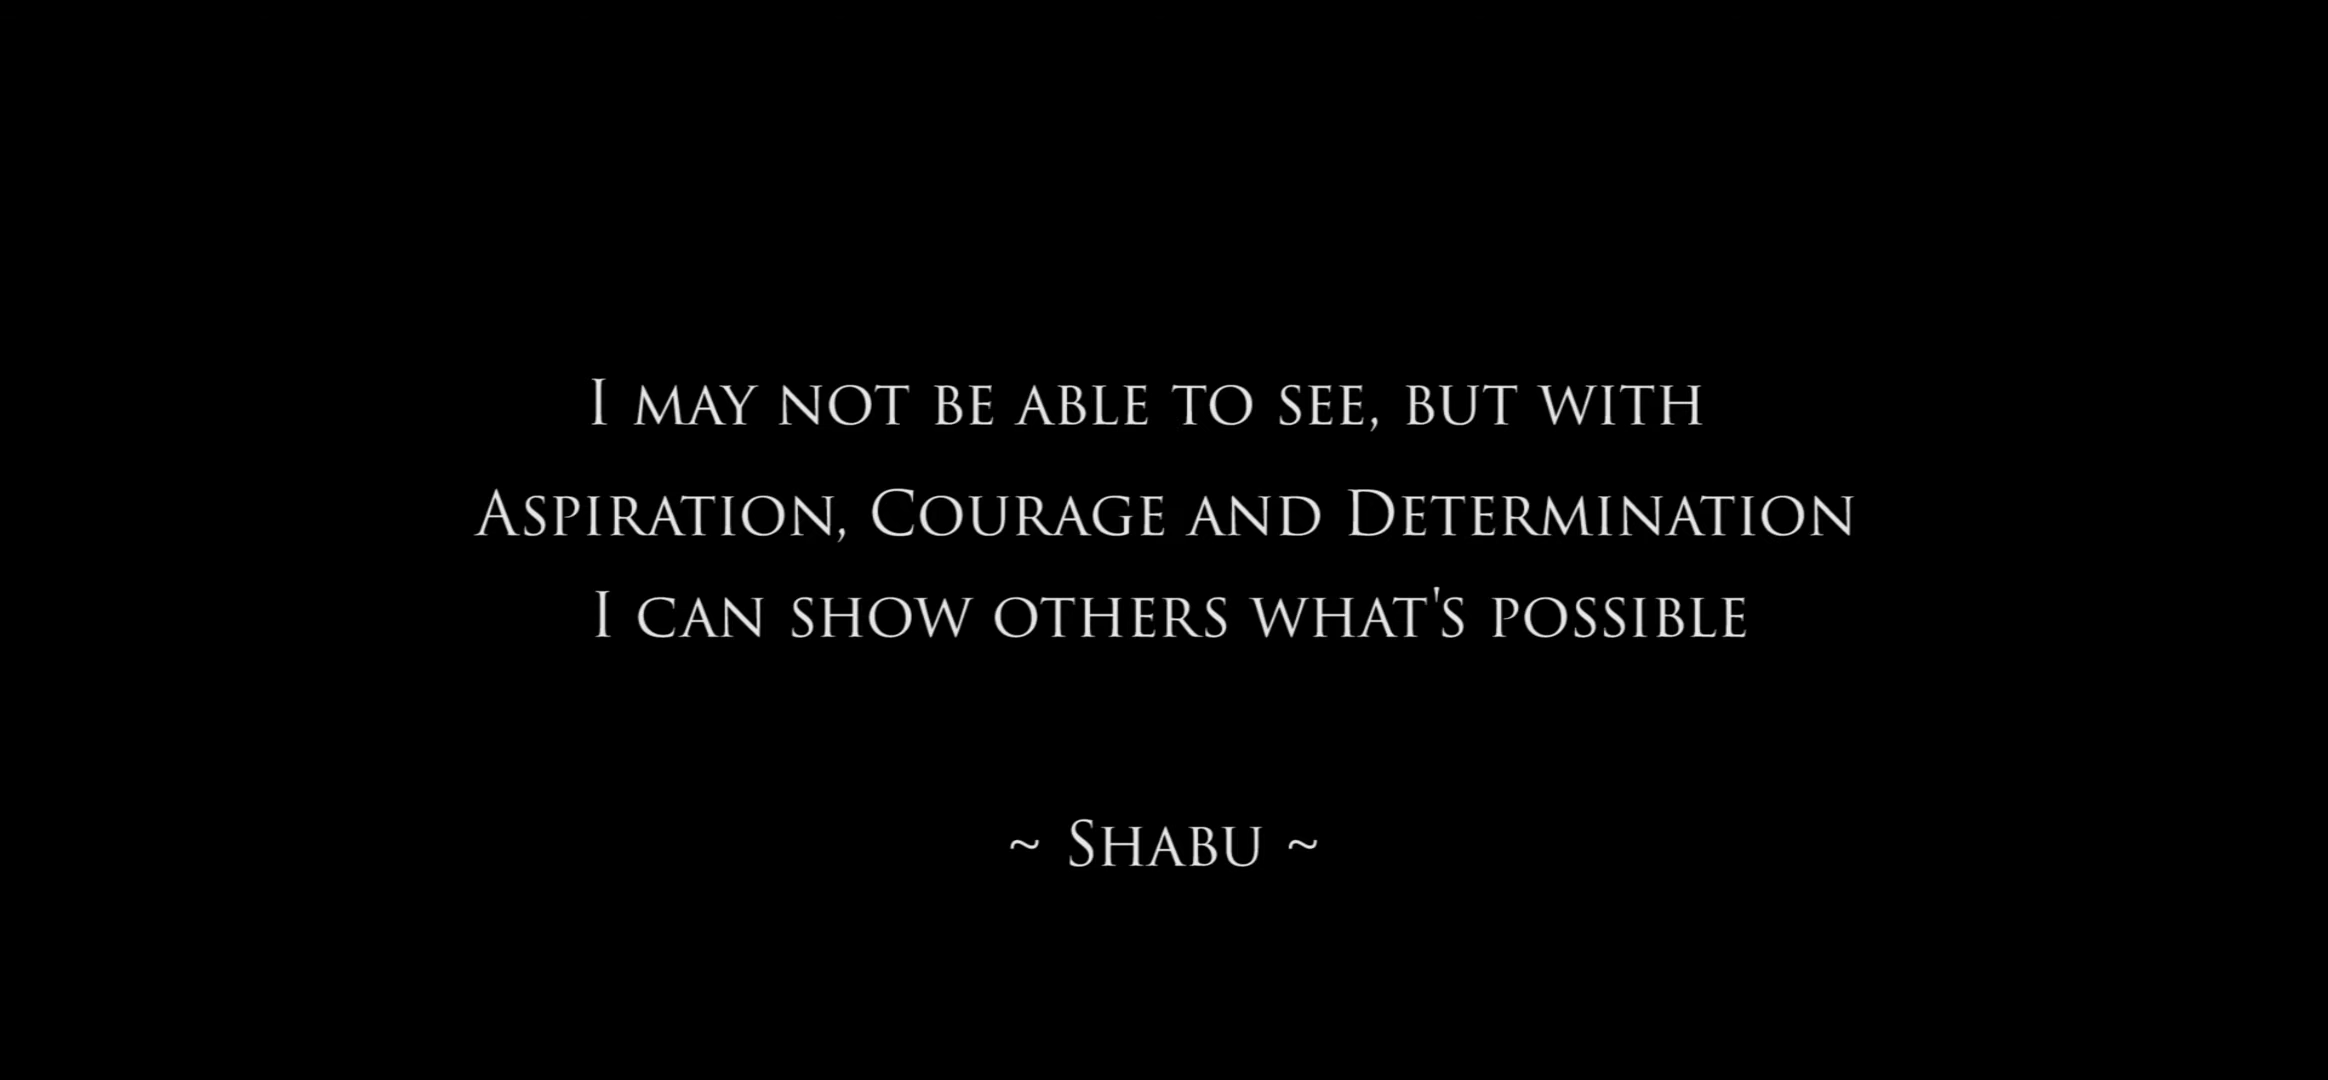 I may not be able to see, but with
Aspiration, Courage and Determination
I can show others what's possible
~ Shabu ~